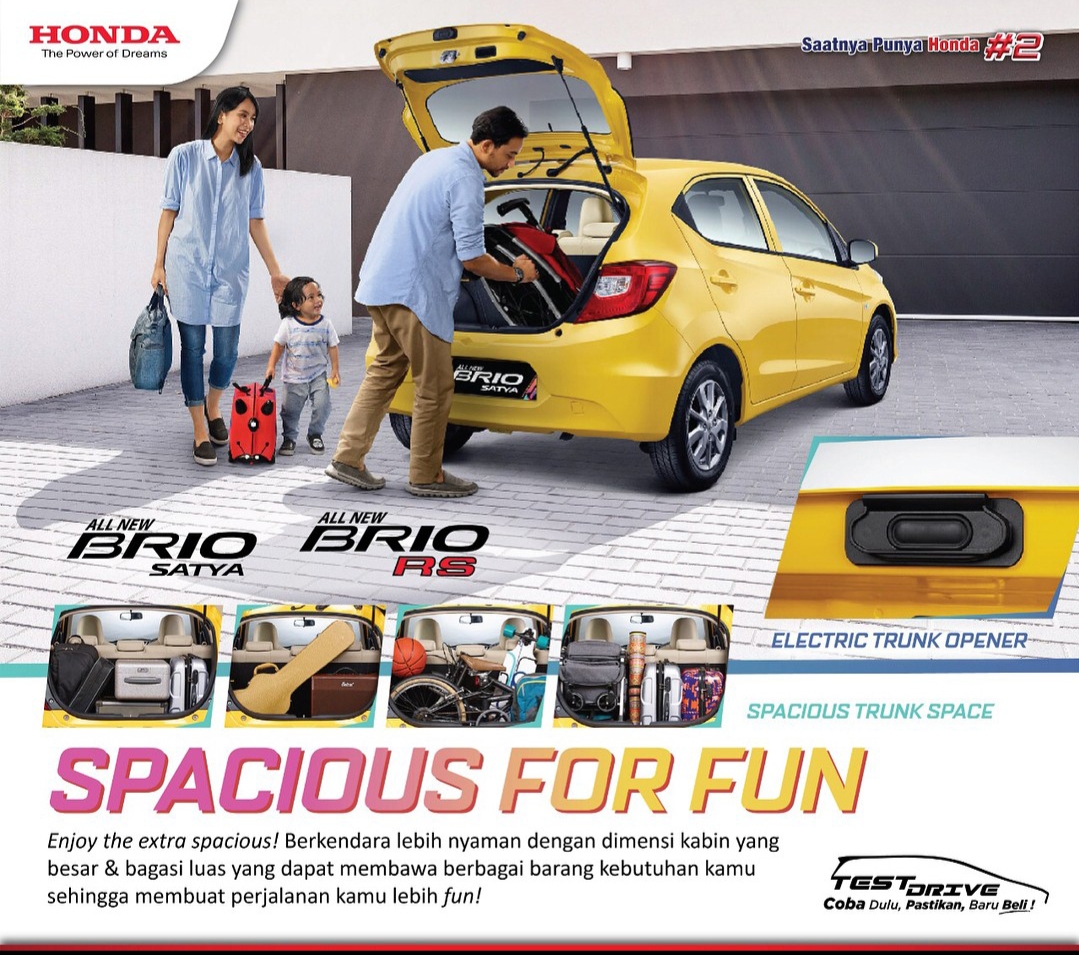 HONDA
The Power of Dreams
Saatnya Punya Honda #2
ALL NEW
BRIO
SATYA
ALL NEW
BRIO
SATYA
ALL NEW
BRIO
RS
ELECTRIC TRUNK OPENER
SPACIOUS TRUNK SPACE
SPACIOUS FOR FUN
Enjoy the extra spacious! Berkendara lebih nyaman dengan dimensi kabin yang
besar & bagasi luas yang dapat membawa berbagai barang kebutuhan kamu
sehingga membuat perjalanan kamu lebih fun!
TEST DRIVE
Coba Dulu, Pastikan, Baru Beli !